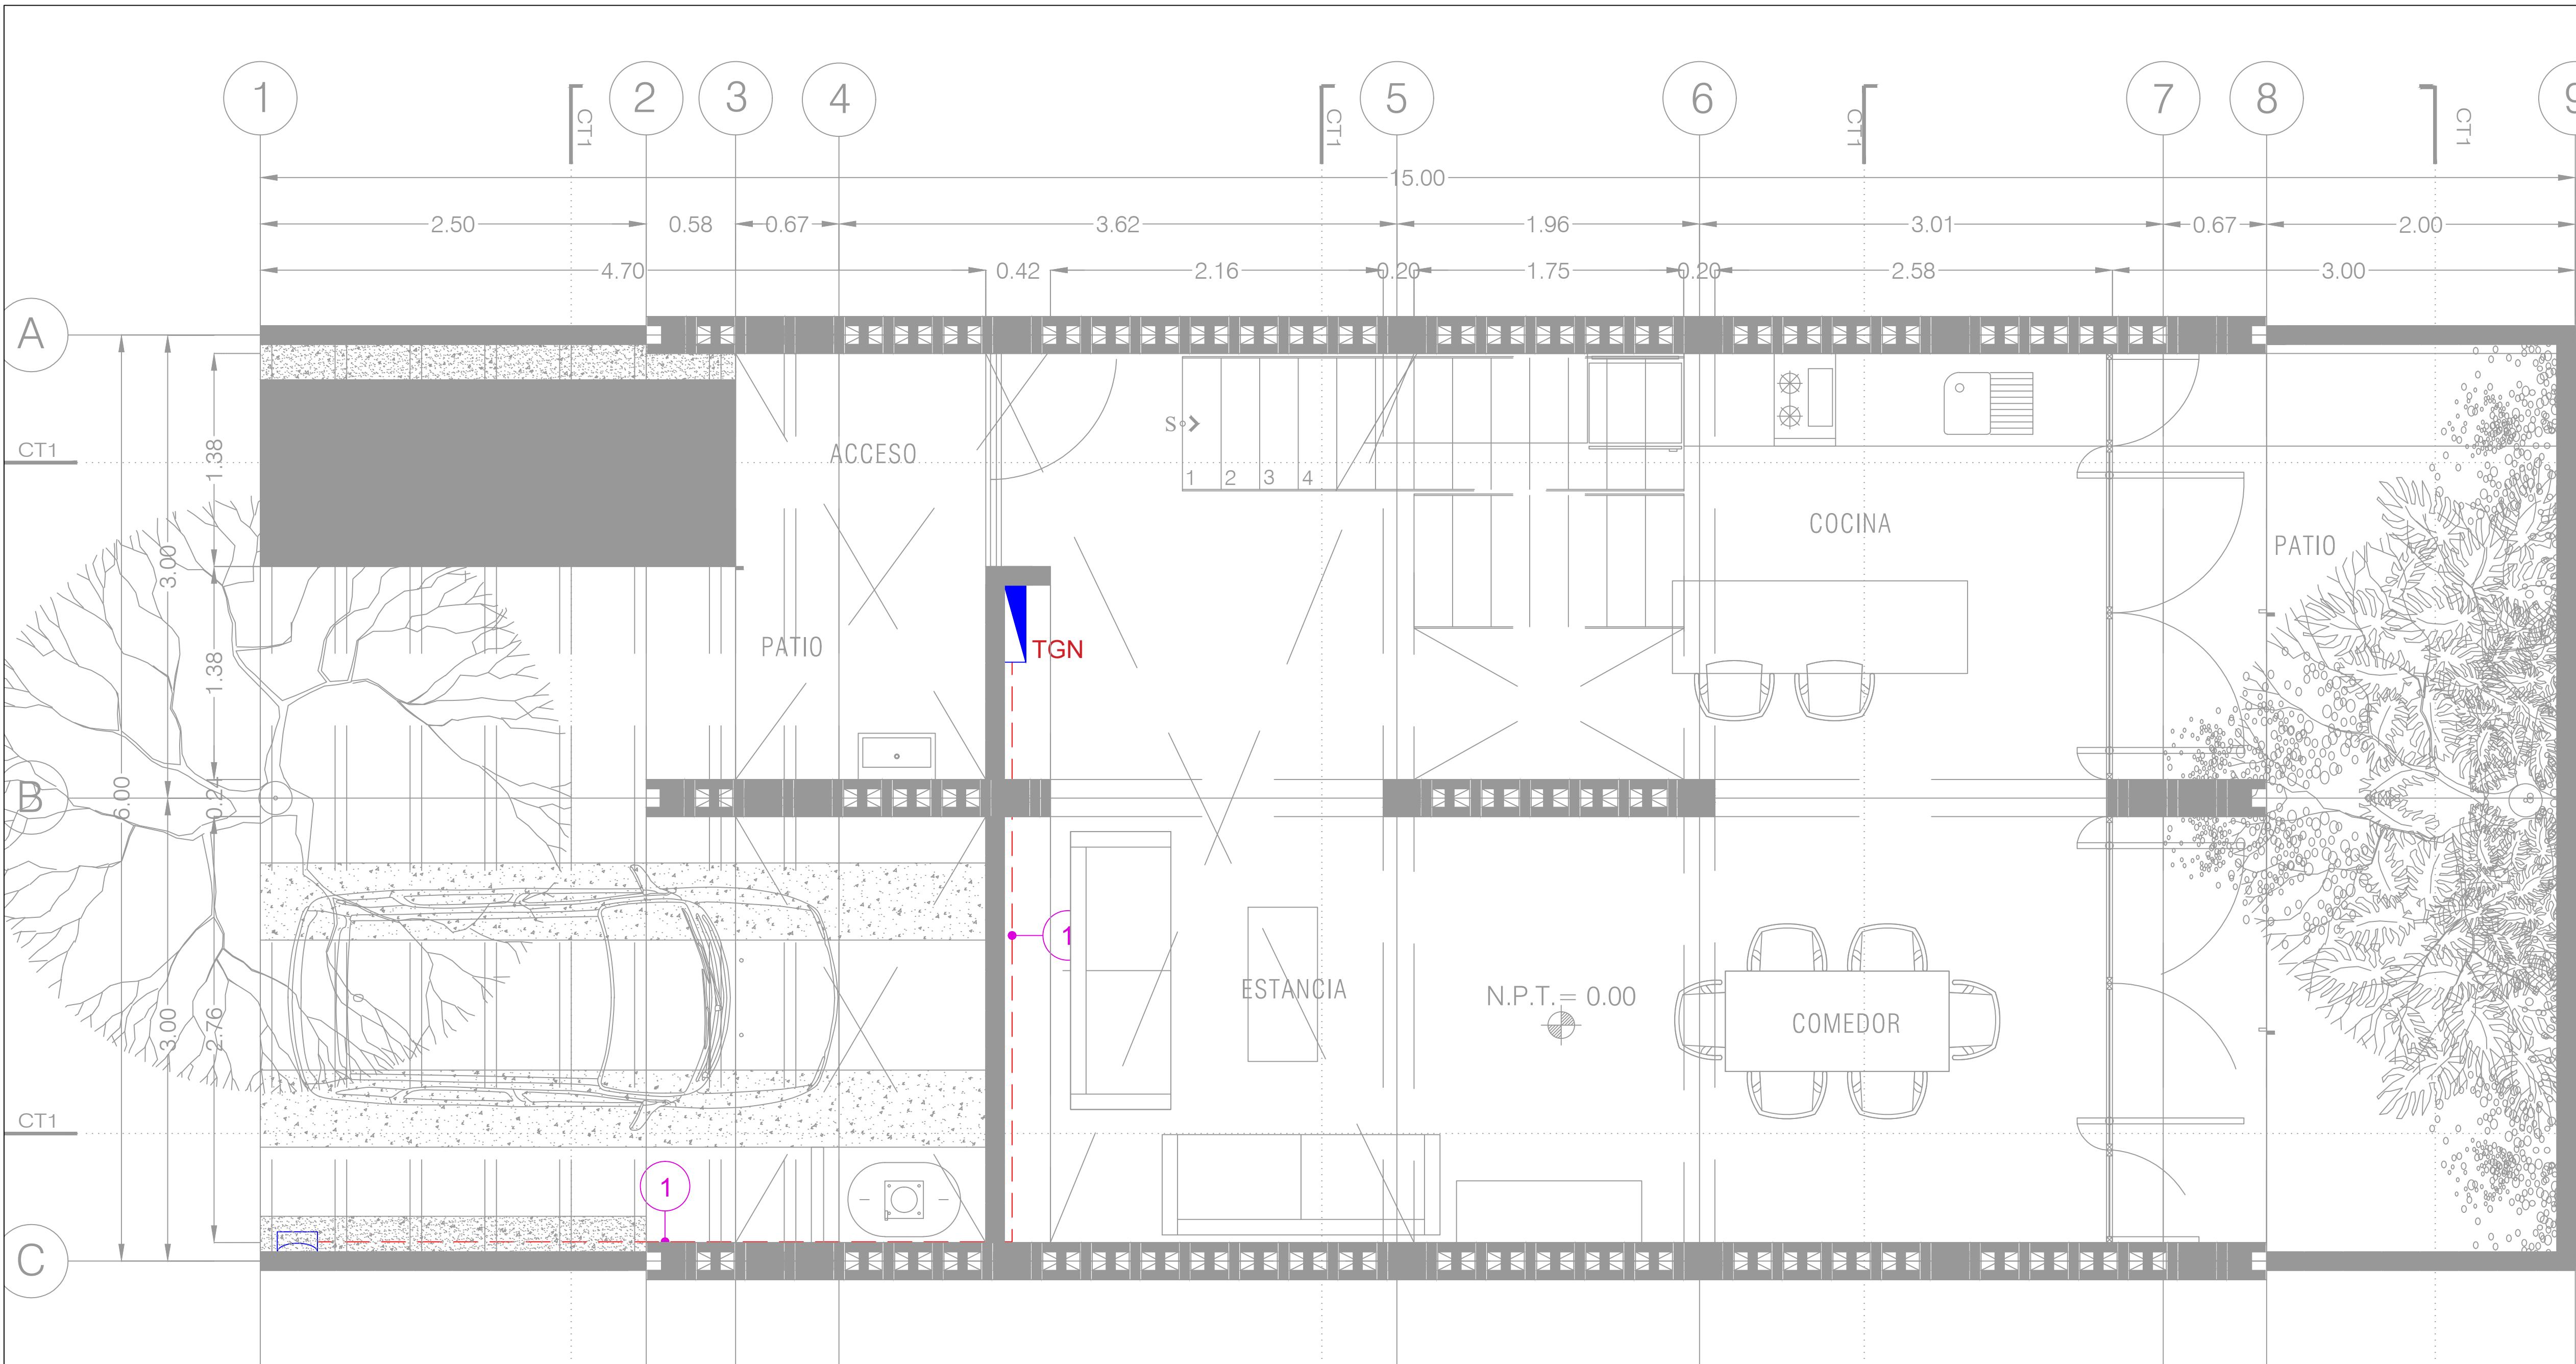 1 2 3 4 5 6 7 8 9
CT1 CT1 CT1 CT1
15.00
2.50 0.58 0.67 3.62 1.96 3.01 0.67 2.00
4.70 0.42 2.16 0.20 1.75 0.20 2.58 3.00
A
CT1
1.38
3.00
ACCESO
S
1 2 3 4
COCINA
PATIO
1.38
PATIO
TGN
B
6.00
0.24
1
3.00
2.76
ESTANCIA
N.P.T. = 0.00
COMEDOR
CT1
1
C